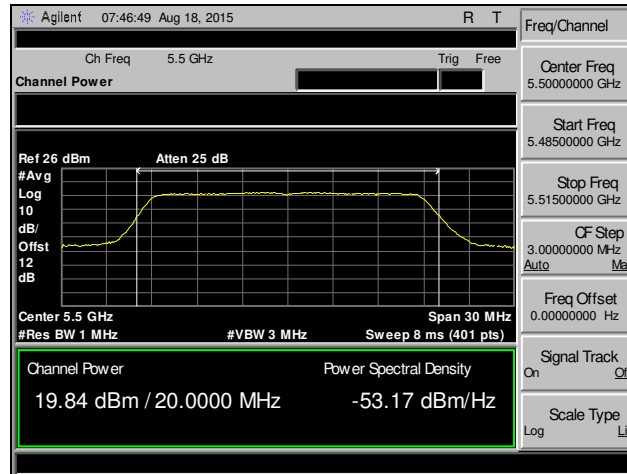 Agilent 07:46:49 Aug 18, 2015 R T
Freq/Channel
Ch Freq 5.5 GHz Trig Free
Channel Power
Center Freq
5.50000000 GHz
Start Freq
5.48500000 GHz
Stop Freq
5.51500000 GHz
CF Step
3.00000000 MHz
Auto Ma
Freq Offset
0.00000000 Hz
Signal Track
On Of
Scale Type
Log Li
Ref 26 dBm Atten 25 dB
#Avg
Log
10
dB/
Offst
12
dB
Center 5.5 GHz Span 30 MHz
#Res BW 1 MHz #VBW 3 MHz Sweep 8 ms (401 pts)
Channel Power Power Spectral Density
19.84 dBm / 20.0000 MHz -53.17 dBm/Hz